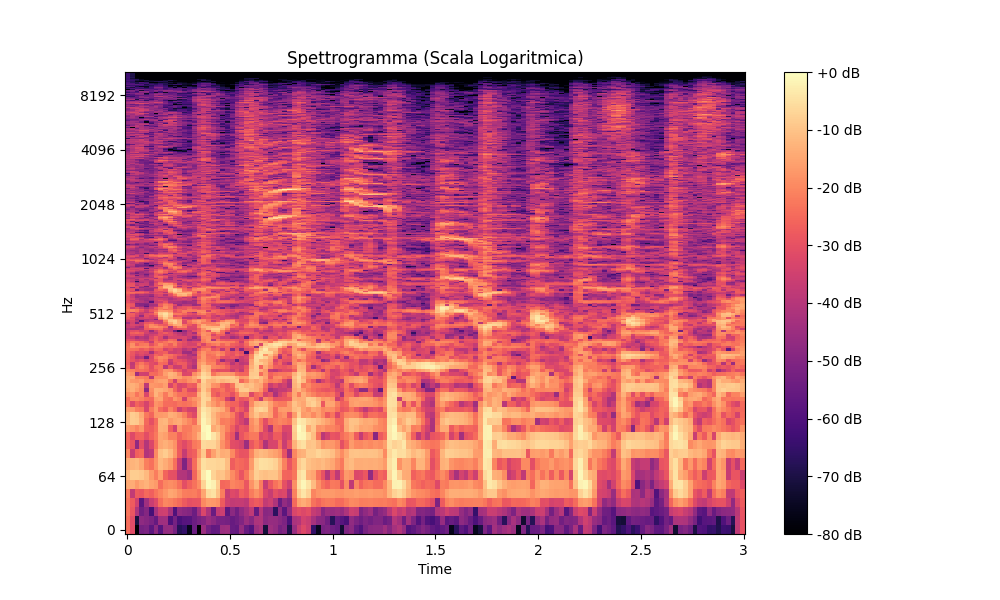 Spettrogramma (Scala Logaritmica)
Hz
8192
4096
2048
1024
512
256
128
64
0
0 0.5 1 1.5 2 2.5 3
Time
+0 dB
-10 dB
-20 dB
-30 dB
-40 dB
-50 dB
-60 dB
-70 dB
-80 dB